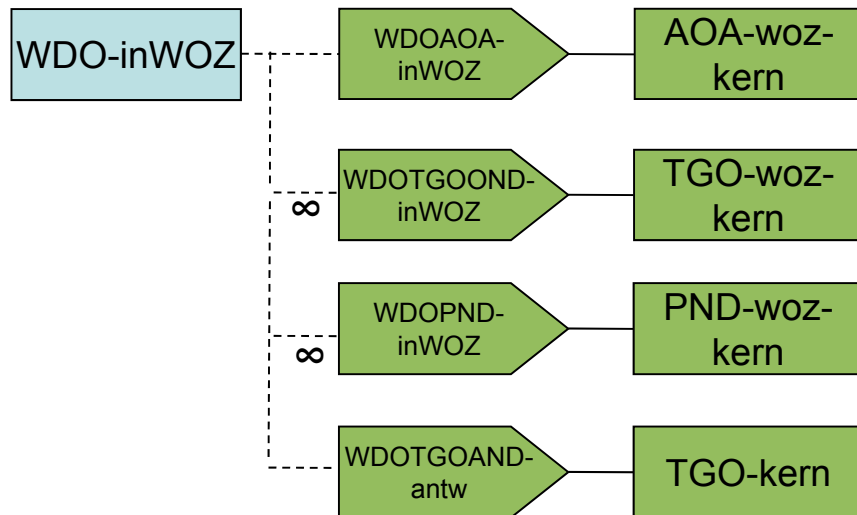 WDO-inWOZ
WDOAOA-
inWOZ
AOA-woz-
kern
WDOTGOOND-
inWOZ
TGO-woz-
kern
∞
WDOPND-
inWOZ
PND-woz-
kern
∞
WDOTGOAND-
antw
TGO-kern